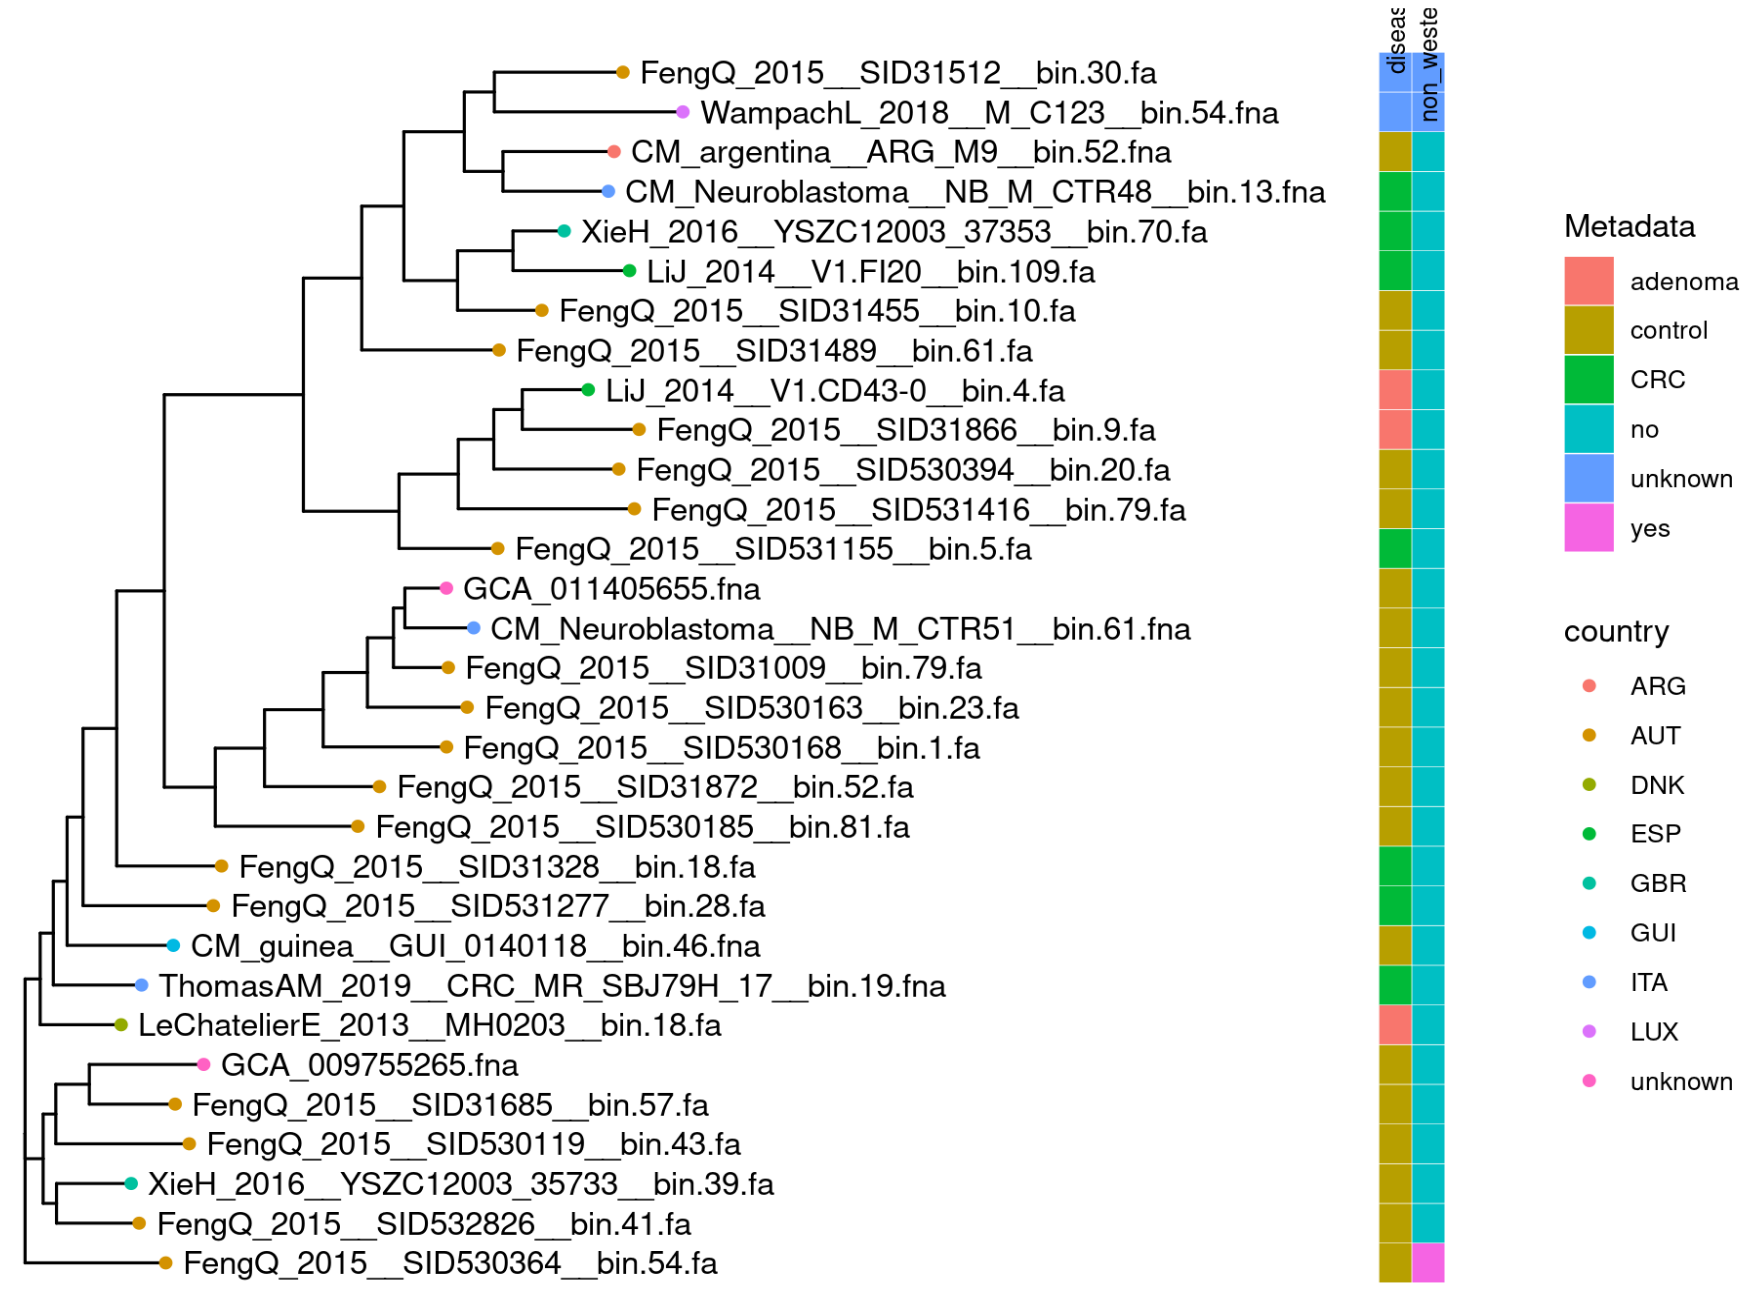 diseas
non_weste
FengQ_2015__SID31512__bin.30.fa
WampachL_2018__M_C123__bin.54.fna
CM_argentina__ARG_M9__bin.52.fna
CM_Neuroblastoma__NB_M_CTR48__bin.13.fna
XieH_2016__YSZC12003_37353__bin.70.fa
LiJ_2014__V1.FI20__bin.109.fa
FengQ_2015__SID31455__bin.10.fa
FengQ_2015__SID31489__bin.61.fa
LiJ_2014__V1.CD43-0__bin.4.fa
FengQ_2015__SID31866__bin.9.fa
FengQ_2015__SID530394__bin.20.fa
FengQ_2015__SID531416__bin.79.fa
FengQ_2015__SID531155__bin.5.fa
GCA_011405655.fna
CM_Neuroblastoma__NB_M_CTR51__bin.61.fna
FengQ_2015__SID31009__bin.79.fa
FengQ_2015__SID530163__bin.23.fa
FengQ_2015__SID530168__bin.1.fa
FengQ_2015__SID31872__bin.52.fa
FengQ_2015__SID530185__bin.81.fa
FengQ_2015__SID31328__bin.18.fa
FengQ_2015__SID531277__bin.28.fa
CM_guinea__GUI_0140118__bin.46.fna
ThomasAM_2019__CRC_MR_SBJ79H_17__bin.19.fna
LeChatelierE_2013__MH0203__bin.18.fa
GCA_009755265.fna
FengQ_2015__SID31685__bin.57.fa
FengQ_2015__SID530119__bin.43.fa
XieH_2016__YSZC12003_35733__bin.39.fa
FengQ_2015__SID532826__bin.41.fa
FengQ_2015__SID530364__bin.54.fa
Metadata
adenoma
control
CRC
no
unknown
yes
country
ARG
AUT
DNK
ESP
GBR
GUI
ITA
LUX
unknown